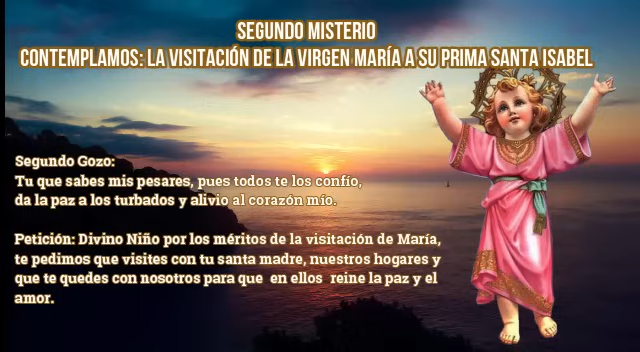 SEGUNDO MISTERIO
CONTEMPLAMOS: LA VISITACIÓN DE LA VIRGEN MARÍA A SU PRIMA SANTA ISABEL
Segundo Gozo:
Tu que sabes mis pesares, pues todos te los confío,
da la paz a los turbados y alivio al corazón mío.
Petición: Divino Niño por los méritos de la visitación de María,
te pedimos que visites con tu santa madre, nuestros hogares y
que te quedes con nosotros para que en ellos reine la paz y el
amor.